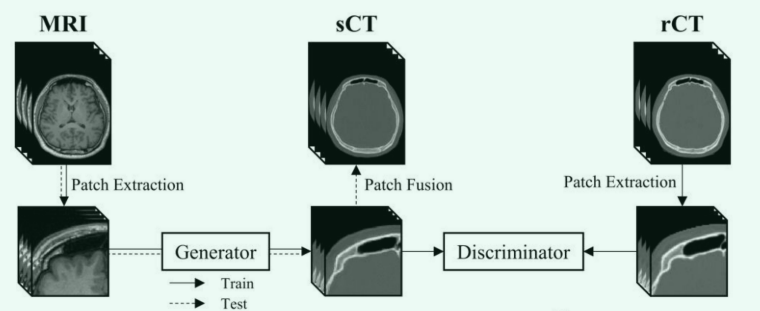 MRI
sCT
rCT
Patch Extraction
Patch Fusion
Patch Extraction
Generator
Discriminator
Train
Test